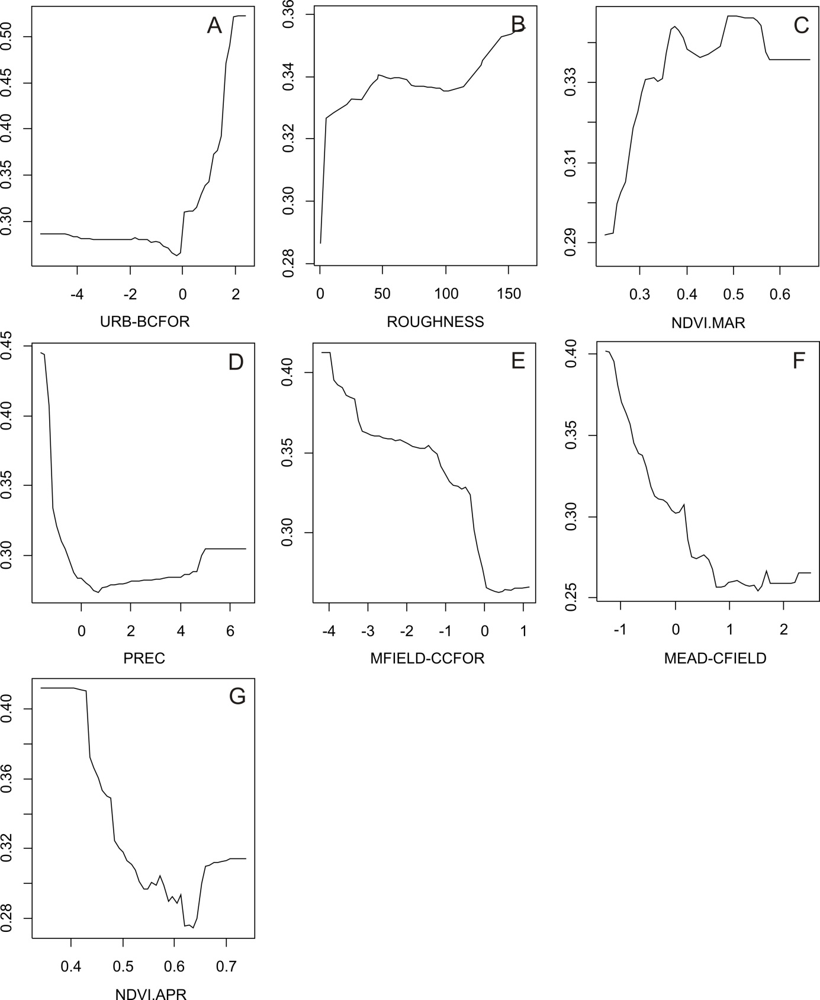 A
0.50
0.45
0.40
0.35
0.30
-4 -2 0 2
URB-BCFOR
B
0.36
0.34
0.32
0.30
0.28
0 50 100 150
ROUGHNESS
C
0.33
0.31
0.29
0.3 0.4 0.5 0.6
NDVI.MAR
D
0.45
0.40
0.35
0.30
0 2 4 6
PREC
E
0.40
0.35
0.30
-4 -3 -2 -1 0 1
MFIELD-CCFOR
F
0.40
0.35
0.30
0.25
-1 0 1 2
MEAD-CFIELD
G
0.40
0.36
0.32
0.28
0.4 0.5 0.6 0.7
NDVI.APR